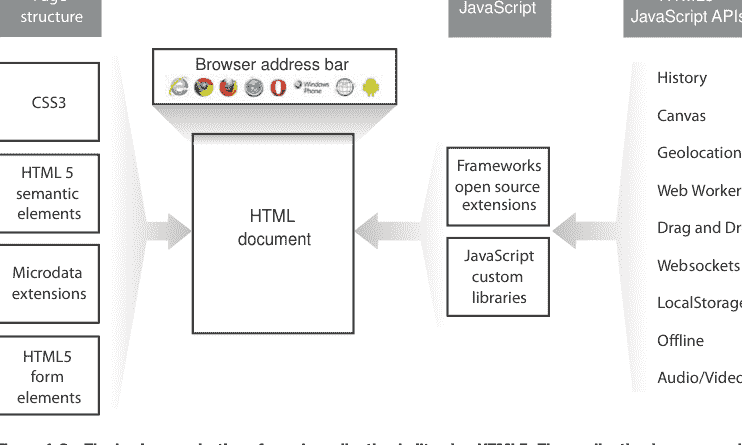 structure
JavaScript
JavaScript APIs
Browser address bar
Windows
Phone
CSS3
HTML 5
semantic
elements
Microdata
extensions
HTML5
form
elements
HTML
document
Frameworks
open source
extensions
JavaScript
custom
libraries
History
Canvas
Geolocation
Web Worker
Drag and Dr
Websockets
LocalStorage
Offline
Audio/Video